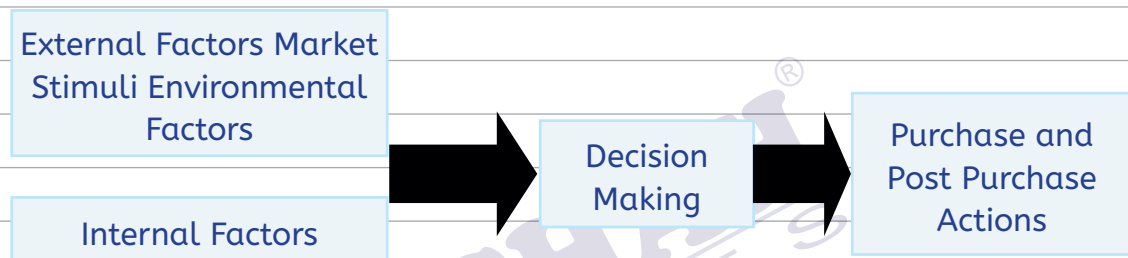 External Factors Market
Stimuli Environmental
Factors
Internal Factors
Decision
Making
Purchase and
Post Purchase
Actions
®